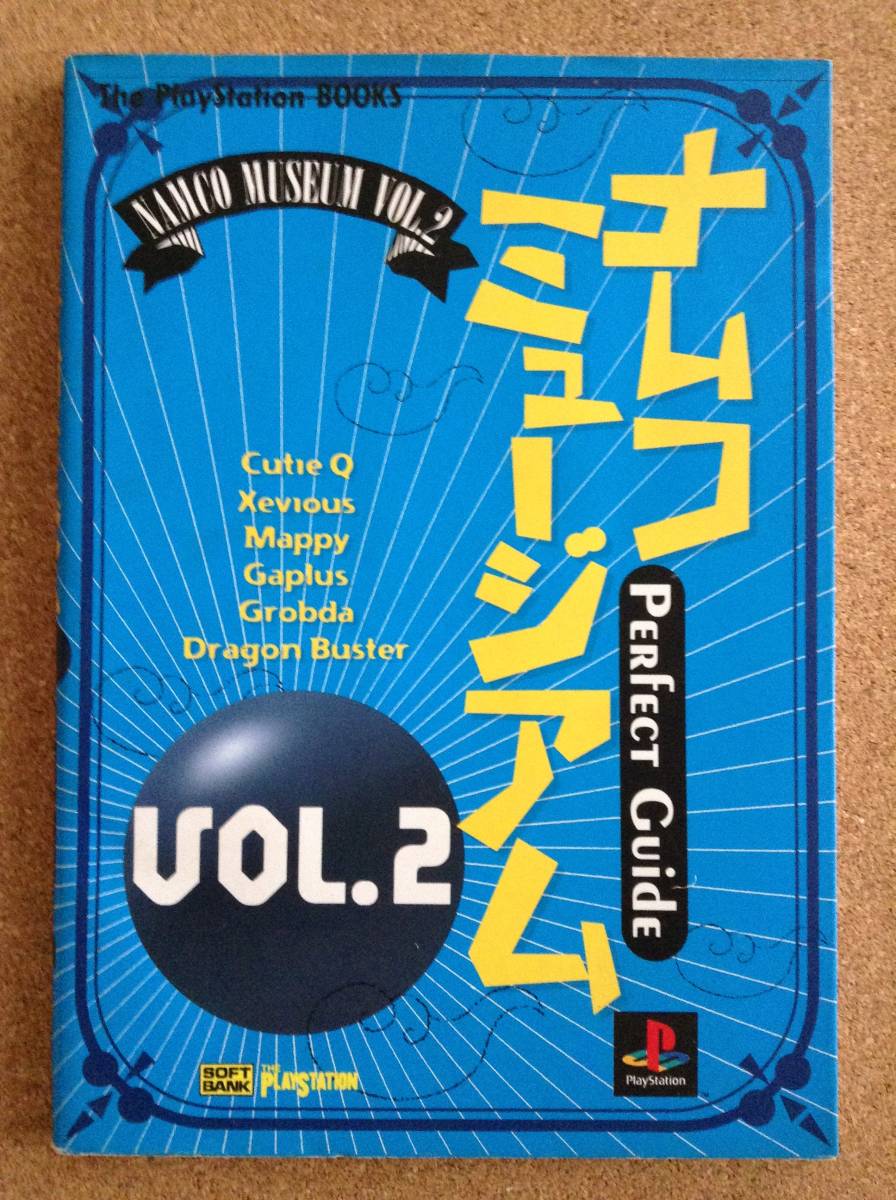 The PlayStation BOOKS
NAMCO MUSEUM VOL.2
ナムコ
ミュージアム
PERFECT GUIDE
Cutie Q
Xevious
Mappy
Gaplus
Grobda
Dragon Buster
VOL.2
SOFT
BANK
THE
PLAYSTATION
PlayStation